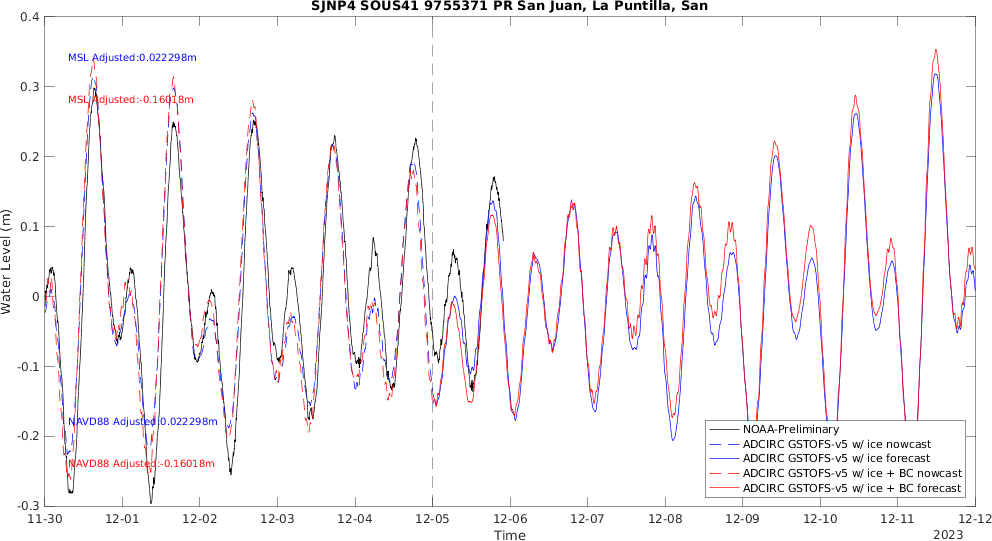 SJNP4 SOUS41 9755371 PR San Juan, La Puntilla, San
0.4
0.3
0.2
0.1
0
-0.1
-0.2
-0.3
Water Level (m)
MSL Adjusted:0.022298m
MSL Adjusted:-0.16018m
NAVD88 Adjusted:0.022298m
NAVD88 Adjusted:-0.16018m
NOAA-Preliminary
ADCIRC GSTOFS-v5 w/ ice nowcast
ADCIRC GSTOFS-v5 w/ ice forecast
ADCIRC GSTOFS-v5 w/ ice + BC nowcast
ADCIRC GSTOFS-v5 w/ ice + BC forecast
11-30 12-01 12-02 12-03 12-04 12-05 12-06 12-07 12-08 12-09 12-10 12-11 12-12
Time
2023